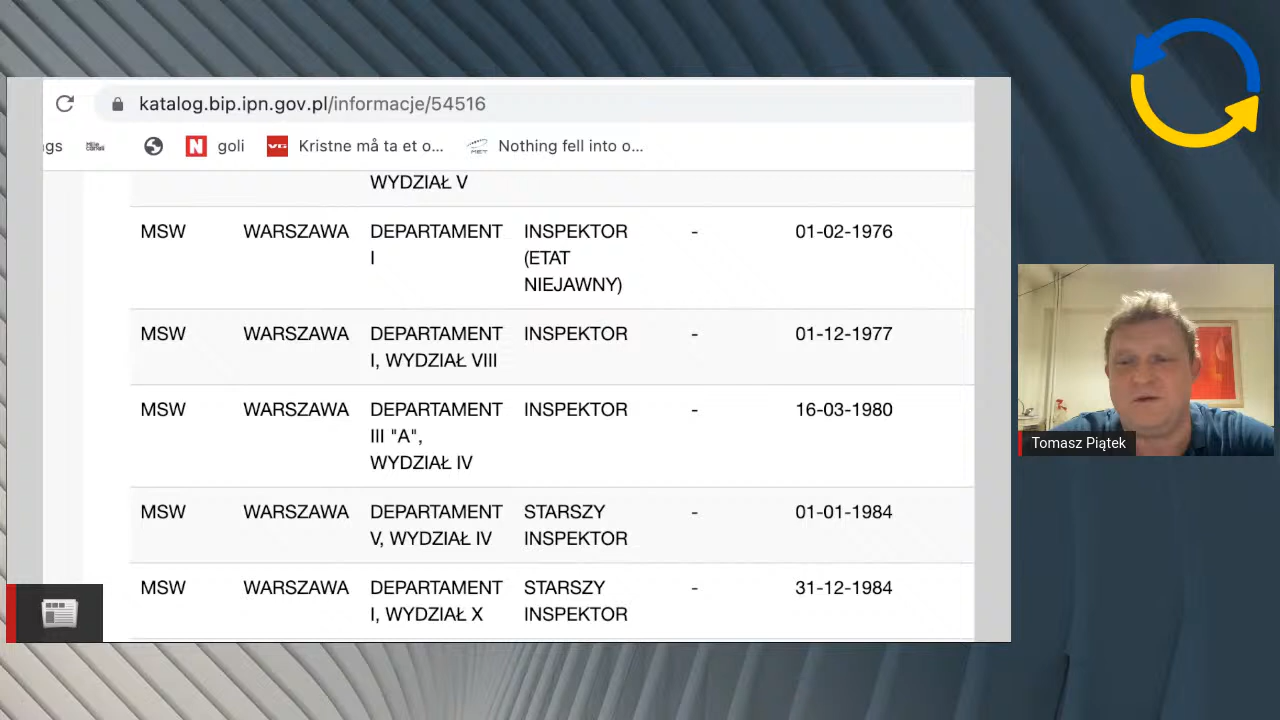 katalog.bip.ipn.gov.pl/informacje/54516
gs
N
goli
VG
Kristne må ta et o...
MET
Nothing fell into o...
WYDZIAŁ V
MSW WARSZAWA DEPARTAMENT INSPEKTOR - 01-02-1976
I (ETAT
NIEJAWNY)
MSW WARSZAWA DEPARTAMENT INSPEKTOR - 01-12-1977
I, WYDZIAŁ VIII
MSW WARSZAWA DEPARTAMENT INSPEKTOR - 16-03-1980
III "A",
WYDZIAŁ IV
MSW WARSZAWA DEPARTAMENT STARSZY - 01-01-1984
V, WYDZIAŁ IV INSPEKTOR
MSW WARSZAWA DEPARTAMENT STARSZY - 31-12-1984
I, WYDZIAŁ X INSPEKTOR
Tomasz Piątek